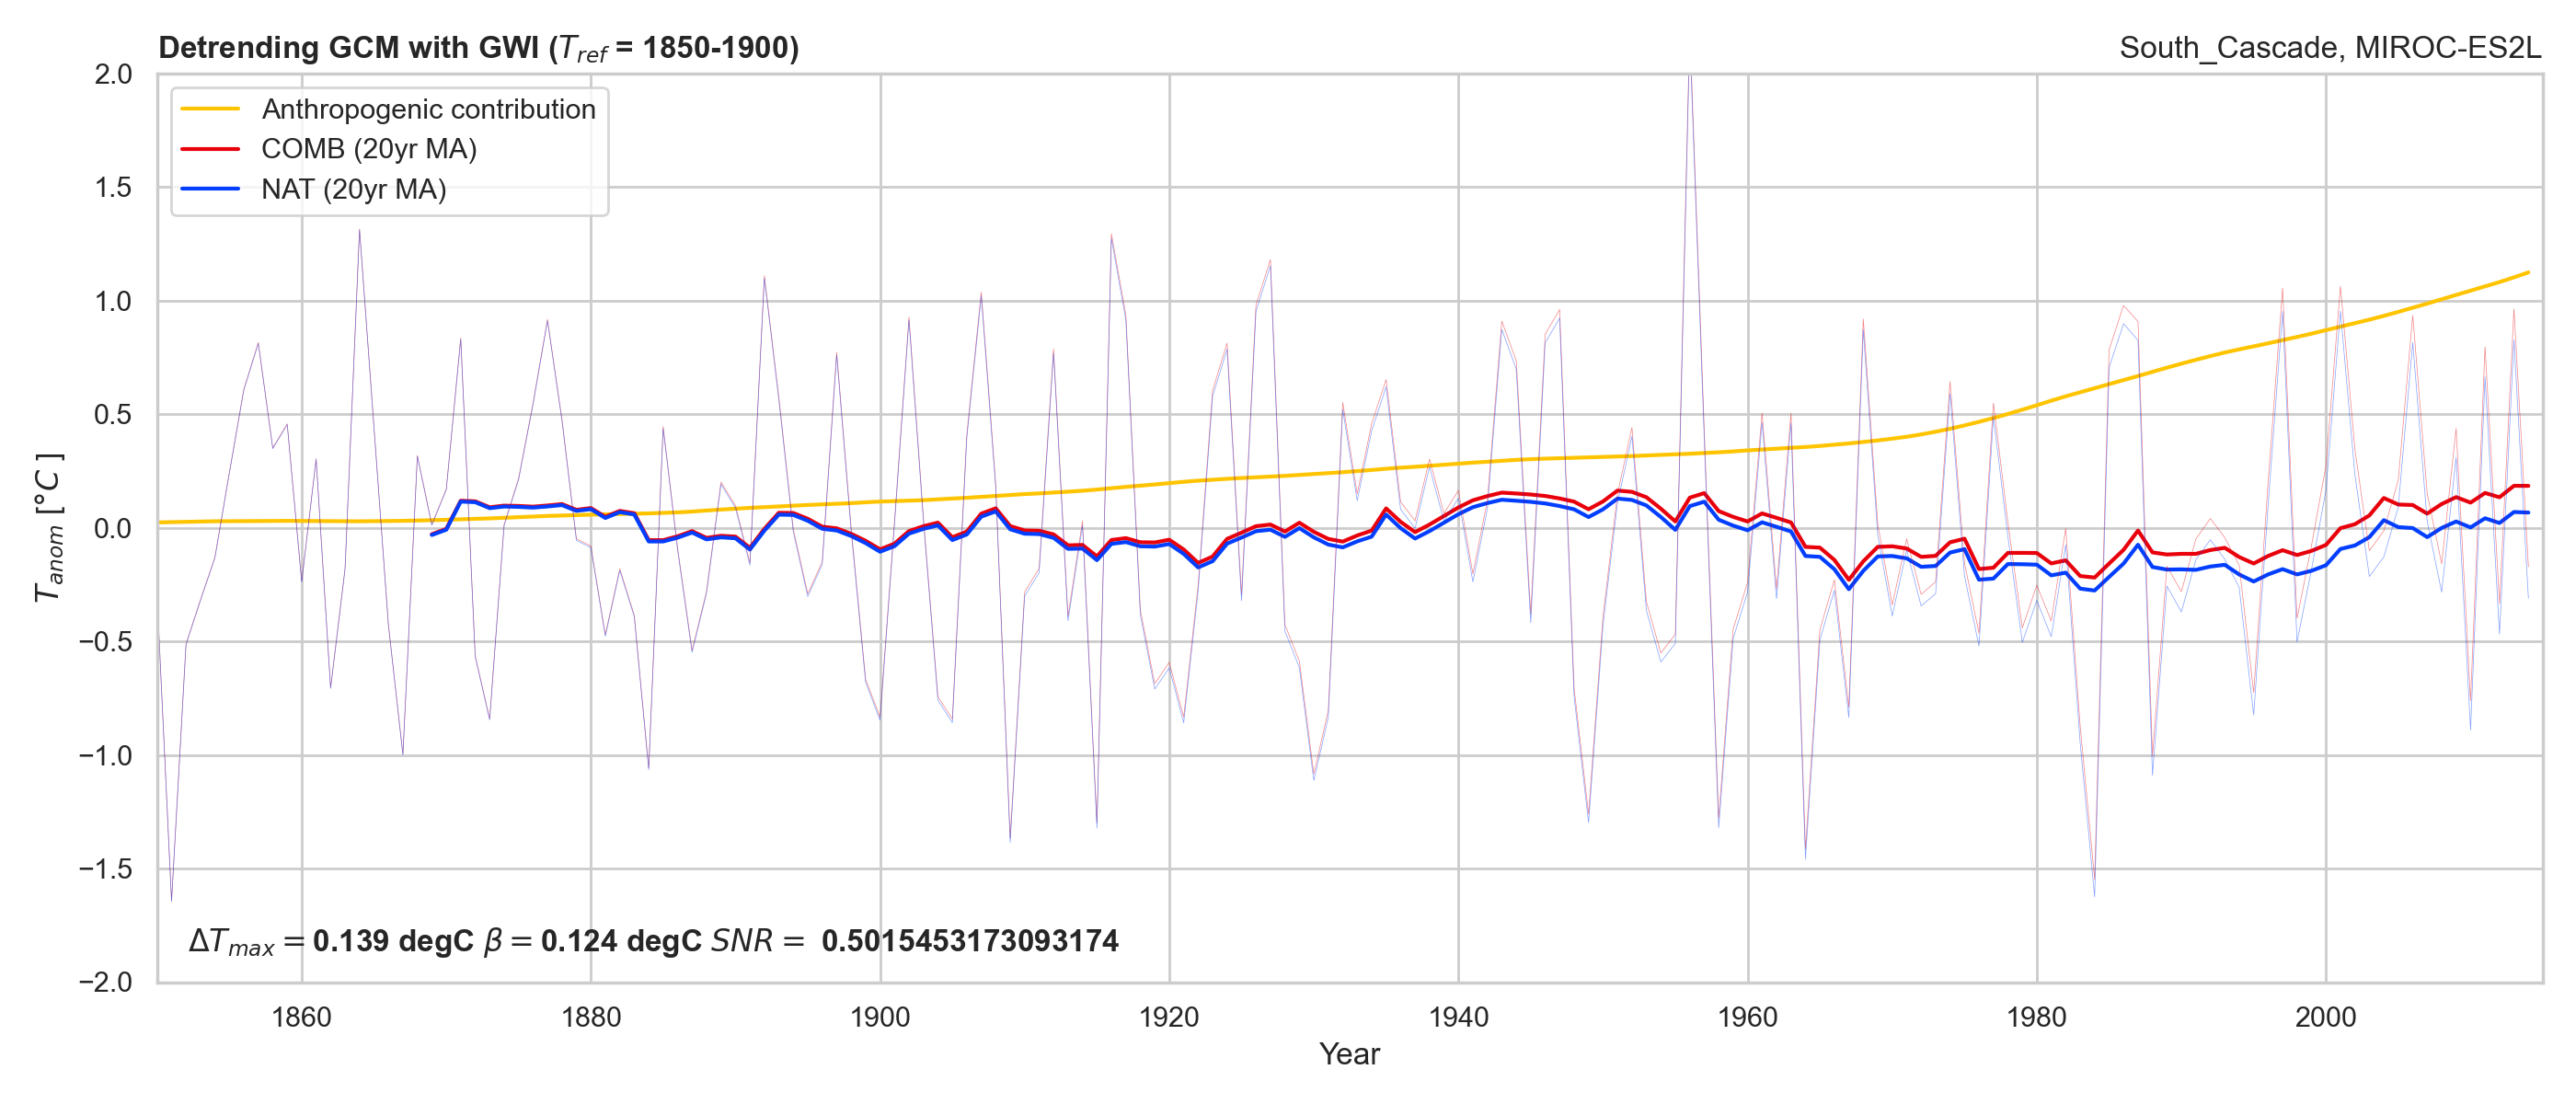 Detrending GCM with GWI (T_ref = 1850-1900)
South_Cascade, MIROC-ES2L
Anthropogenic contribution
COMB (20yr MA)
NAT (20yr MA)
2.0
1.5
1.0
0.5
0.0
−0.5
−1.0
−1.5
−2.0
T_anom [°C ]
ΔT_max = 0.139 degC β = 0.124 degC SNR = 0.5015453173093174
1860 1880 1900 1920 1940 1960 1980 2000
Year